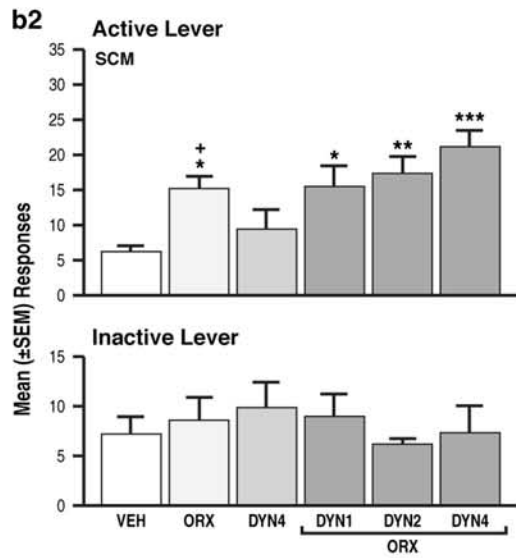 b2
Active Lever
SCM
35
30
25
20
15
10
5
0
+
*
*
**
***
Mean (±SEM) Responses
Inactive Lever
15
10
5
0
VEH ORX DYN4 DYN1 DYN2 DYN4
ORX